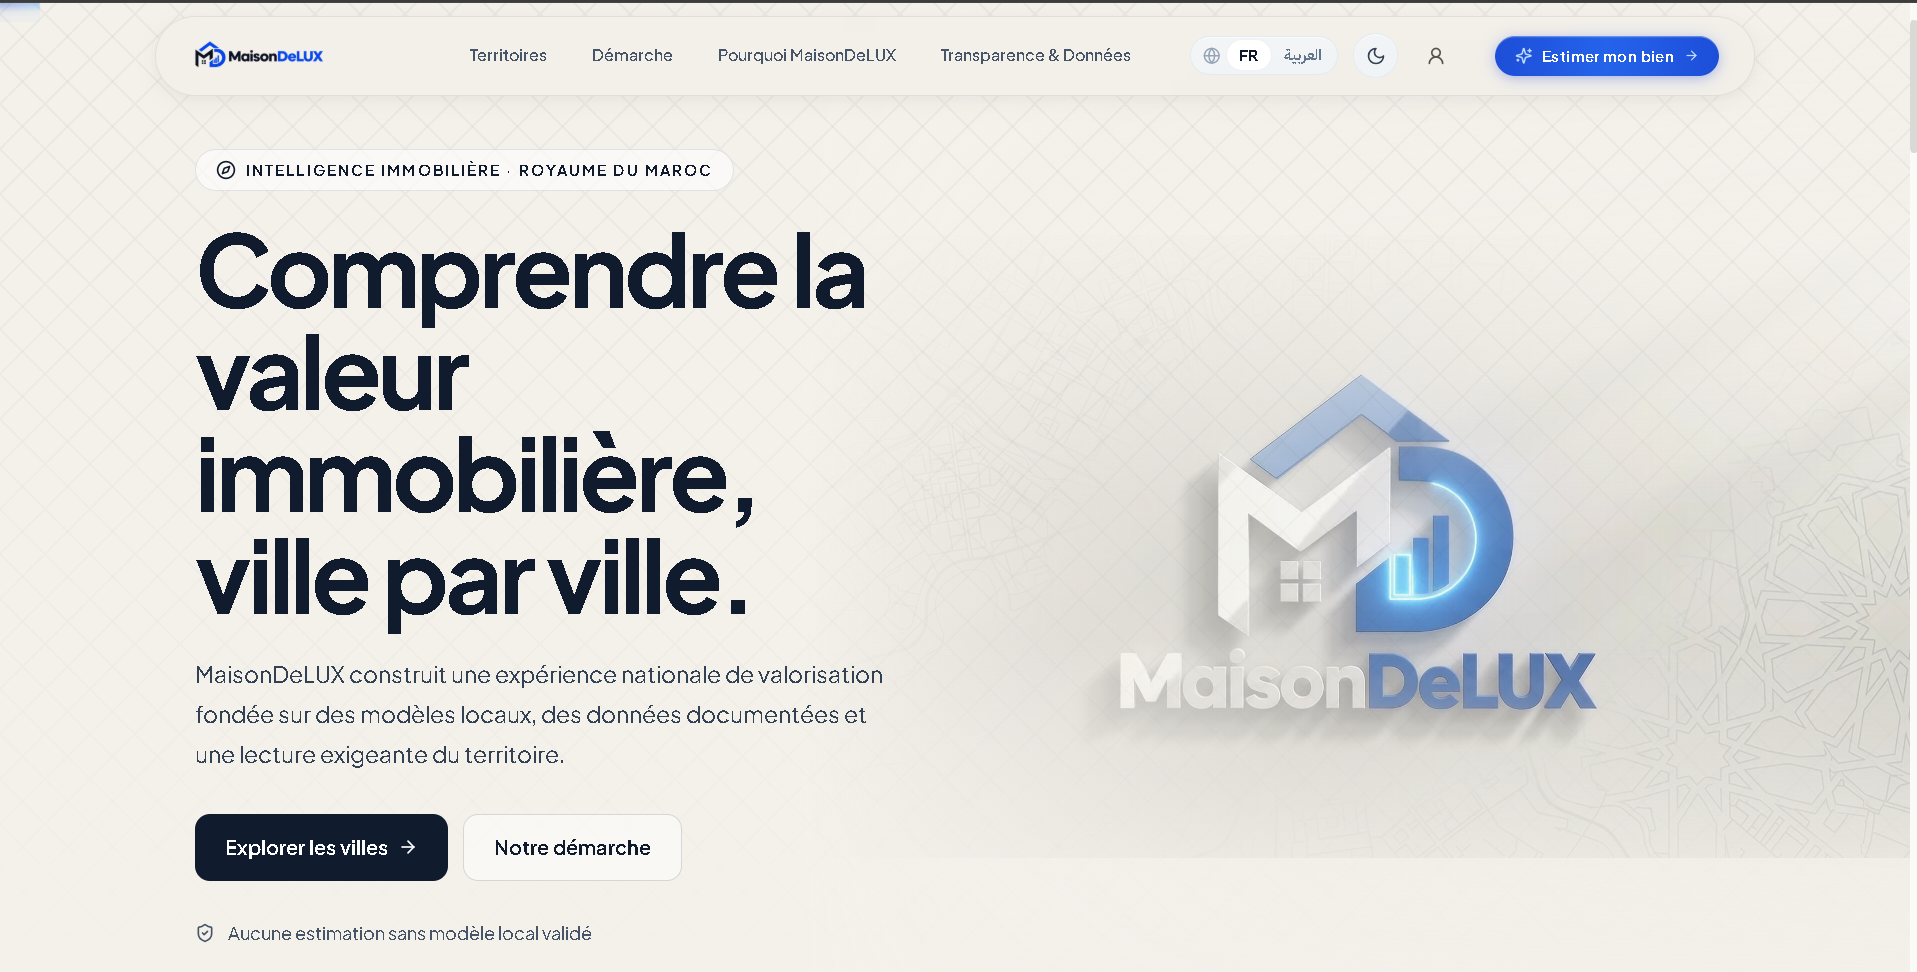 MaisonDeLUX
Territoires
Démarche
Pourquoi MaisonDeLUX
Transparence & Données
FR
العربية
Estimer mon bien
INTELLIGENCE IMMOBILIÈRE · ROYAUME DU MAROC
Comprendre la
valeur
immobilière,
ville par ville.
MaisonDeLUX construit une expérience nationale de valorisation
fondée sur des modèles locaux, des données documentées et
une lecture exigeante du territoire.
Explorer les villes
Notre démarche
Aucune estimation sans modèle local validé
MD
MaisonDeLUX